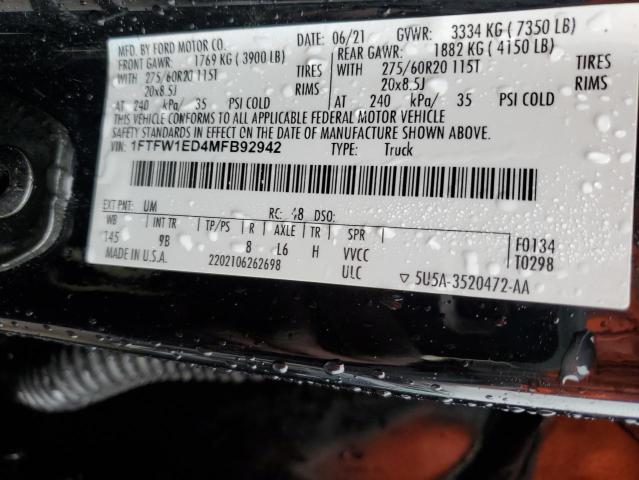 MFD. BY FORD MOTOR CO.
DATE: 06/21 GVWR: 3334 KG ( 7350 LB)
FRONT GAWR: 1769 KG ( 3900 LB) REAR GAWR: 1882 KG ( 4150 LB)
WITH 275/60R20 115T TIRES WITH 275/60R20 115T TIRES
20x8.5J RIMS 20x8.5J RIMS
AT 240 kPa/ 35 PSI COLD AT 240 kPa/ 35 PSI COLD
THIS VEHICLE CONFORMS TO ALL APPLICABLE FEDERAL MOTOR VEHICLE
SAFETY STANDARDS IN EFFECT ON THE DATE OF MANUFACTURE SHOWN ABOVE.
VIN: 1FTFW1ED4MFB92942 TYPE: Truck
EXT PNT: UM RC: 48 DSO:
WB INT TR TP/PS R AXLE TR SPR
145 9B 8 L6 H VVCC
MADE IN U.S.A. 2202106262698 ULC
F0134
T0298
▽ 5U5A-3520472-AA